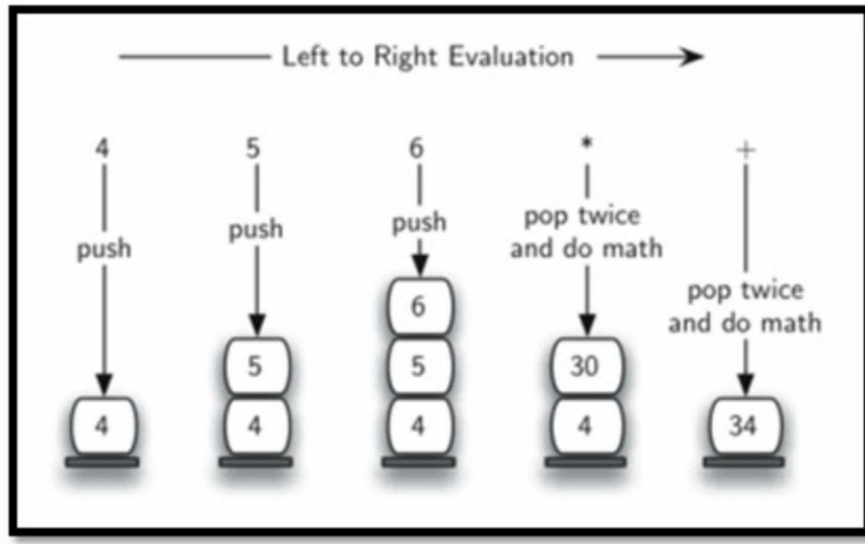 Left to Right Evaluation
4 5 6 * +
push
push
push
pop twice
and do math
pop twice
and do math
6
5 5 30
4 4 4 4 34